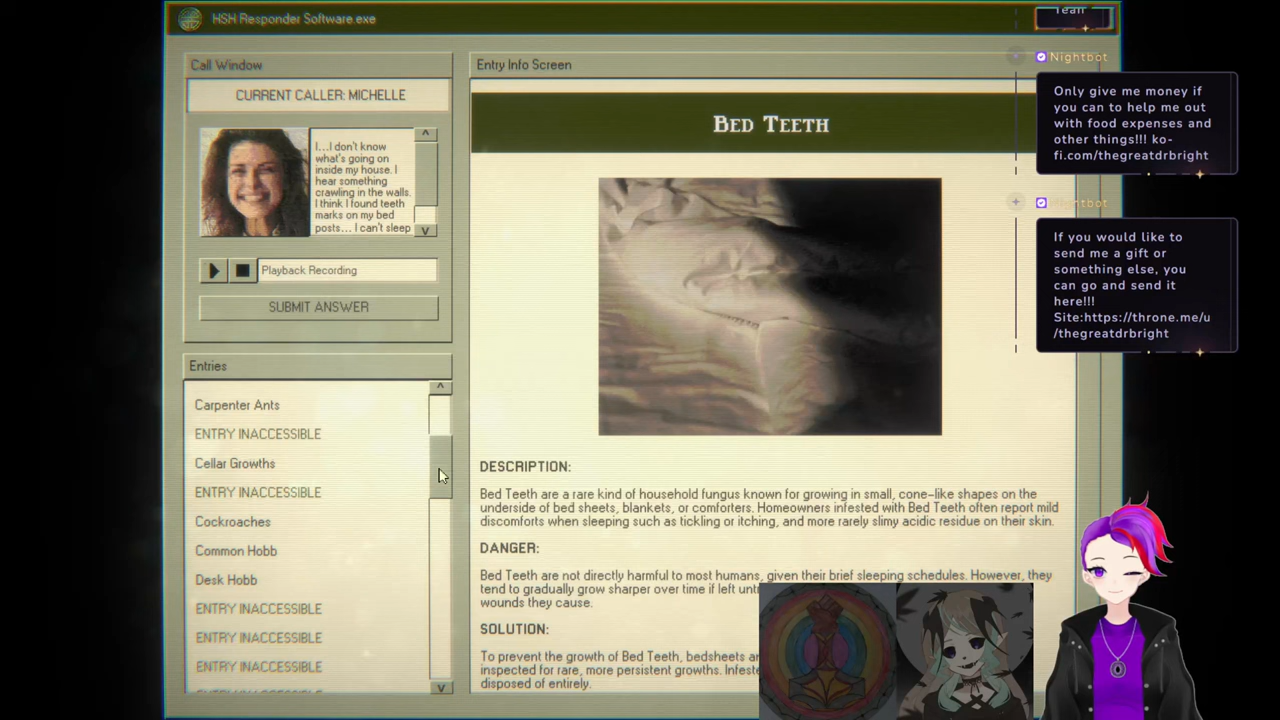 HSH Responder Software.exe
Yeah
Call Window
CURRENT CALLER: MICHELLE
I...I don't know
what's going on
inside my house. I
hear something
crawling in the walls.
I think I found teeth
marks on my bed
posts... I can't sleep
Playback Recording
SUBMIT ANSWER
Entries
Carpenter Ants
ENTRY INACCESSIBLE
Cellar Growths
ENTRY INACCESSIBLE
Cockroaches
Common Hobb
Desk Hobb
ENTRY INACCESSIBLE
ENTRY INACCESSIBLE
ENTRY INACCESSIBLE
Entry Info Screen
BED TEETH
DESCRIPTION:
Bed Teeth are a rare kind of household fungus known for growing in small, cone-like shapes on the
underside of bed sheets, blankets, or comforters. Homeowners infested with Bed Teeth often report mild
discomforts when sleeping such as tickling or itching, and more rarely slimy acidic residue on their skin.
DANGER:
Bed Teeth are not directly harmful to most humans, given their brief sleeping schedules. However, they
tend to gradually grow sharper over time if left
wounds they cause.
SOLUTION:
To prevent the growth of Bed Teeth, bedsheets
inspected for rare, more persistent growths.
disposed of entirely.
Nightbot
Only give me money if
you can to help me out
with food expenses and
other things!!! ko-
fi.com/thegreatdrbright
Nightbot
If you would like to
send me a gift or
something else, you
can go and send it
here!!!
Site:https://throne.me/u
/thegreatdrbright